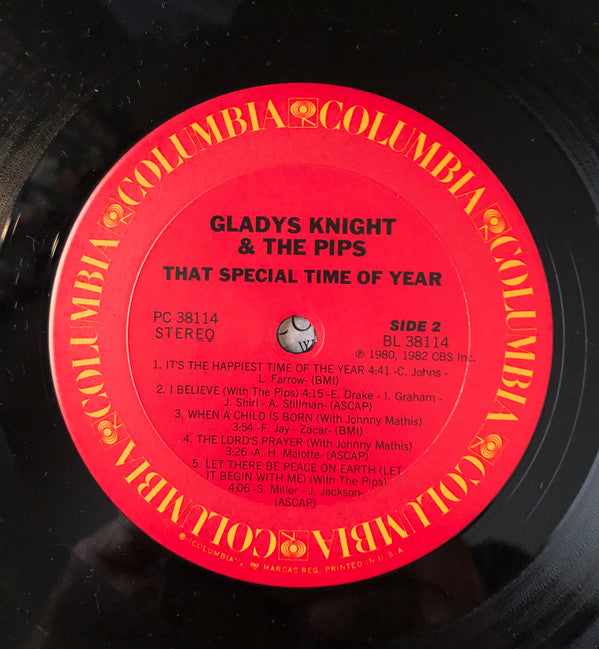 COLUMBIA COLUMBIA COLUMBIA COLUMBIA COLUMBIA COLUMBIA
GLADYS KNIGHT
& THE PIPS
THAT SPECIAL TIME OF YEAR
PC 38114
STEREO
SIDE 2
BL 38114
℗ 1980, 1982 CBS Inc.
1. IT'S THE HAPPIEST TIME OF THE YEAR 4:41 -C. Johns -
L. Farrow- (BMI)
2. I BELIEVE (With The Pips) 4:15 -E. Drake - I. Graham -
J. Shirl - A. Stillman- (ASCAP)
3. WHEN A CHILD IS BORN (With Johnny Mathis)
3:54 -F. Jay - Zacar- (BMI)
4. THE LORD'S PRAYER (With Johnny Mathis)
3:26 -A. H. Malotte- (ASCAP)
5. LET THERE BE PEACE ON EARTH (LET
IT BEGIN WITH ME) (With The Pips)
4:06 -S. Miller - J. Jackson-
(ASCAP)
"COLUMBIA", MARCAS REG. PRINTED IN U.S.A